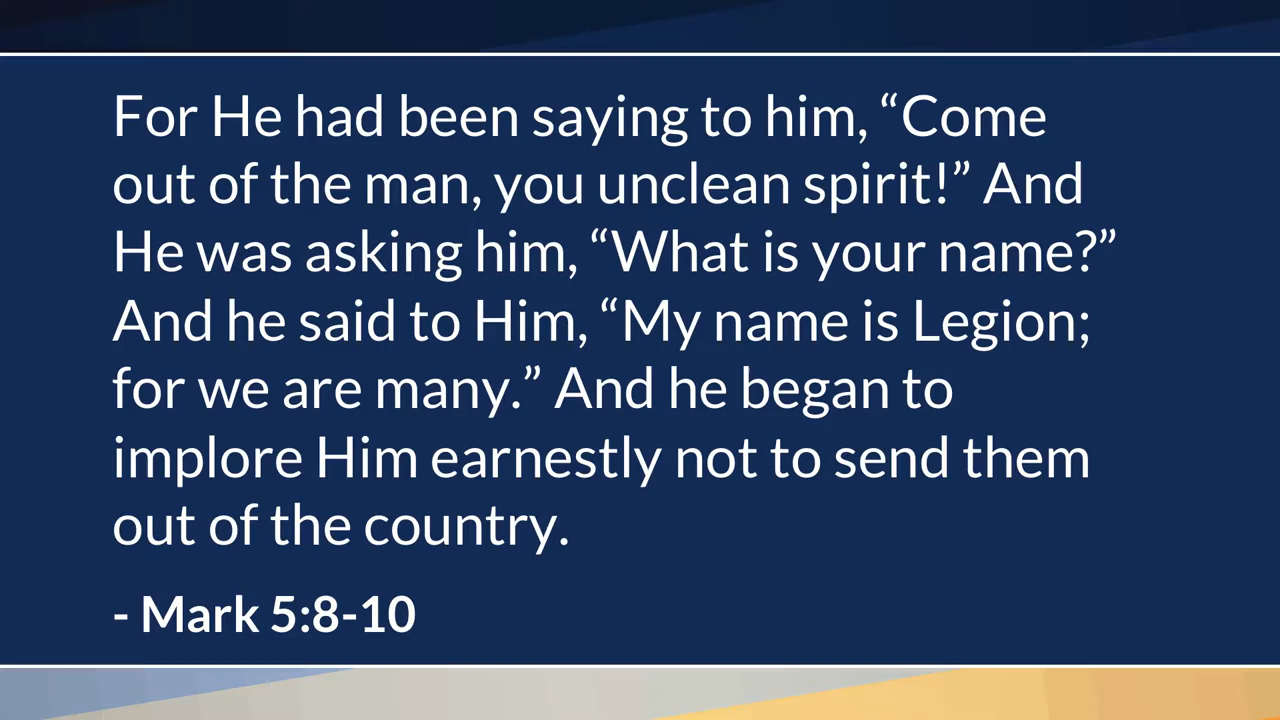 For He had been saying to him, “Come
out of the man, you unclean spirit!” And
He was asking him, “What is your name?”
And he said to Him, “My name is Legion;
for we are many.” And he began to
implore Him earnestly not to send them
out of the country.
- Mark 5:8-10